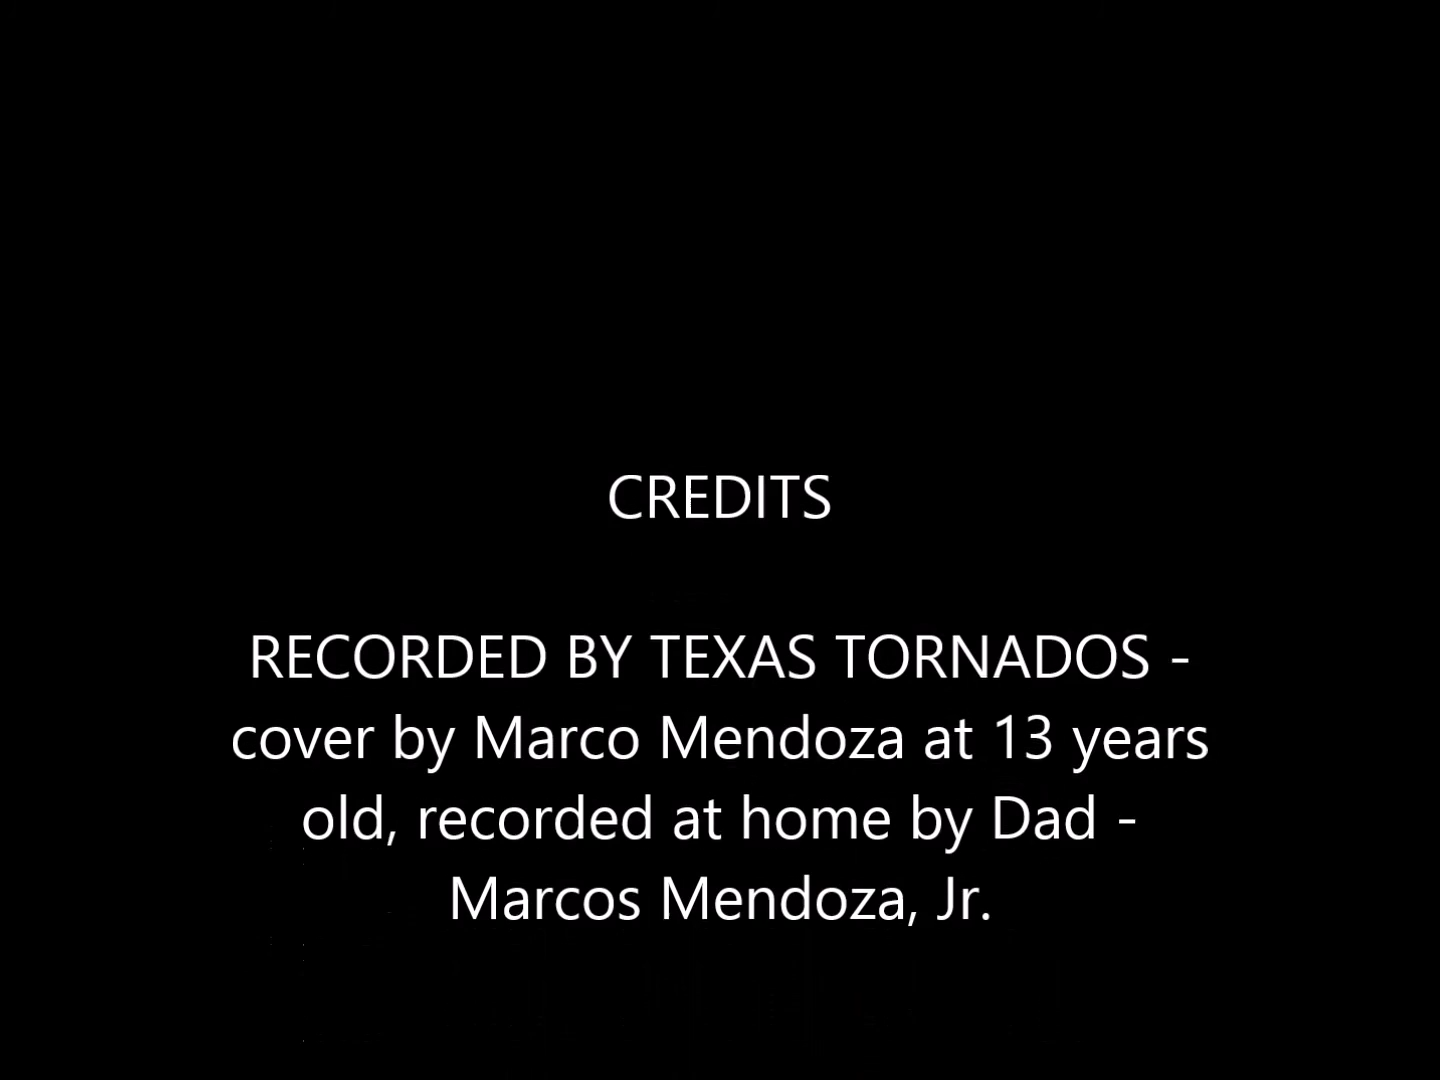 CREDITS
RECORDED BY TEXAS TORNADOS -
cover by Marco Mendoza at 13 years
old, recorded at home by Dad -
Marcos Mendoza, Jr.